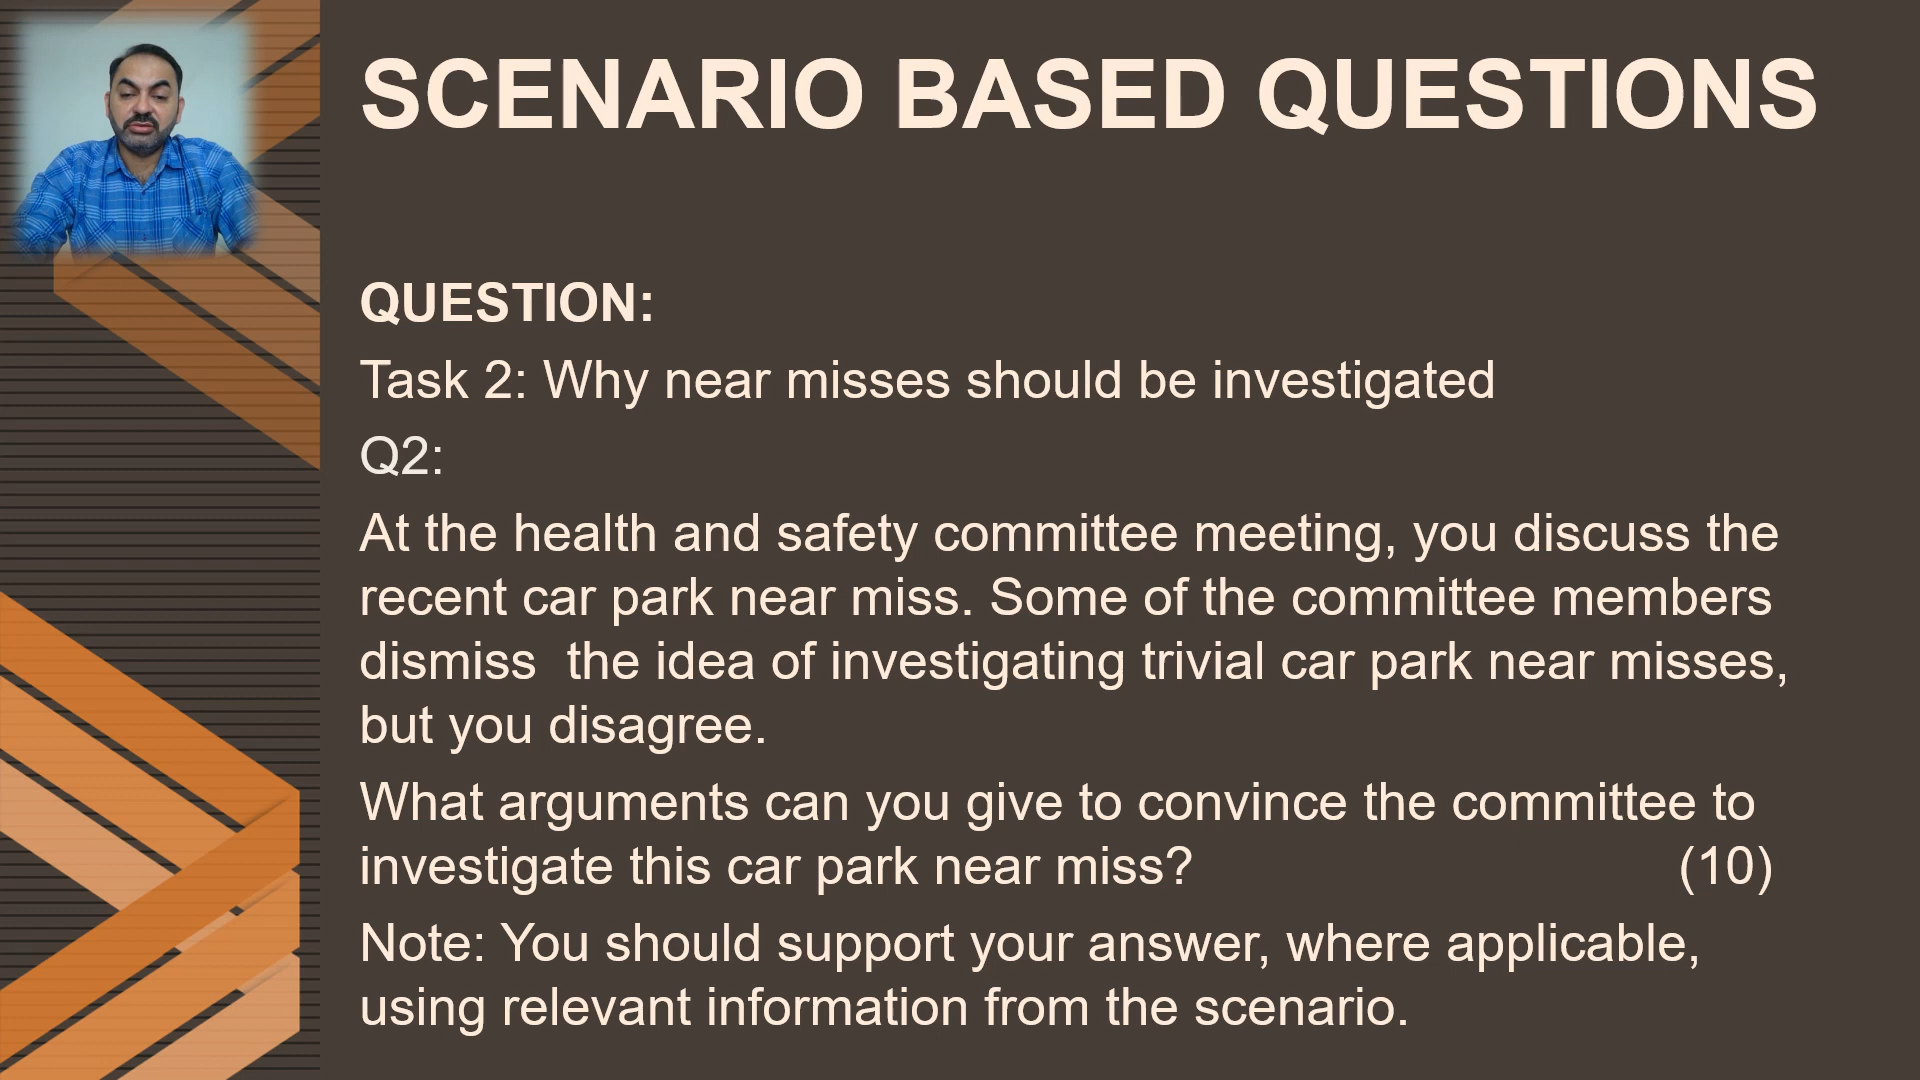 SCENARIO BASED QUESTIONS
QUESTION:
Task 2: Why near misses should be investigated
Q2:
At the health and safety committee meeting, you discuss the
recent car park near miss. Some of the committee members
dismiss  the idea of investigating trivial car park near misses,
but you disagree.
What arguments can you give to convince the committee to
investigate this car park near miss? (10)
Note: You should support your answer, where applicable,
using relevant information from the scenario.